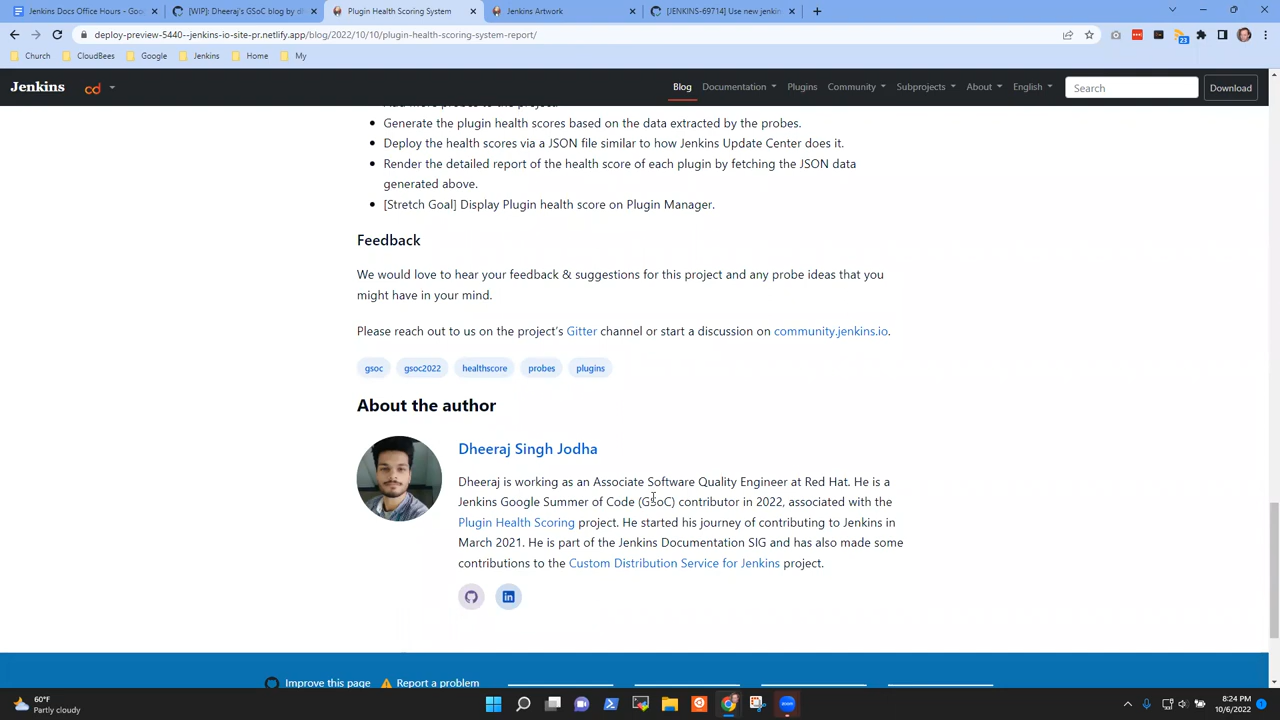 Jenkins Docs Office Hours - Goo
[WIP]: Dheeraj's GSoC blog by d
Plugin Health Scoring System
Jenkins Artwork
[JENKINS-69714] Use new jenkin
deploy-preview-5440--jenkins-io-site-pr.netlify.app/blog/2022/10/10/plugin-health-scoring-system-report/
23
Church
CloudBees
Google
Jenkins
Home
My
Jenkins
cd
Blog
Documentation
Plugins
Community
Subprojects
About
English
Search
Download
Add more probes to the project.
Generate the plugin health scores based on the data extracted by the probes.
Deploy the health scores via a JSON file similar to how Jenkins Update Center does it.
Render the detailed report of the health score of each plugin by fetching the JSON data
generated above.
[Stretch Goal] Display Plugin health score on Plugin Manager.
Feedback
We would love to hear your feedback & suggestions for this project and any probe ideas that you
might have in your mind.
Please reach out to us on the project's Gitter channel or start a discussion on community.jenkins.io.
gsoc
gsoc2022
healthscore
probes
plugins
About the author
Dheeraj Singh Jodha
Dheeraj is working as an Associate Software Quality Engineer at Red Hat. He is a
Jenkins Google Summer of Code (GSoC) contributor in 2022, associated with the
Plugin Health Scoring project. He started his journey of contributing to Jenkins in
March 2021. He is part of the Jenkins Documentation SIG and has also made some
contributions to the Custom Distribution Service for Jenkins project.
in
Improve this page
Report a problem
60°F
Partly cloudy
zoom
8:24 PM
10/6/2022
1